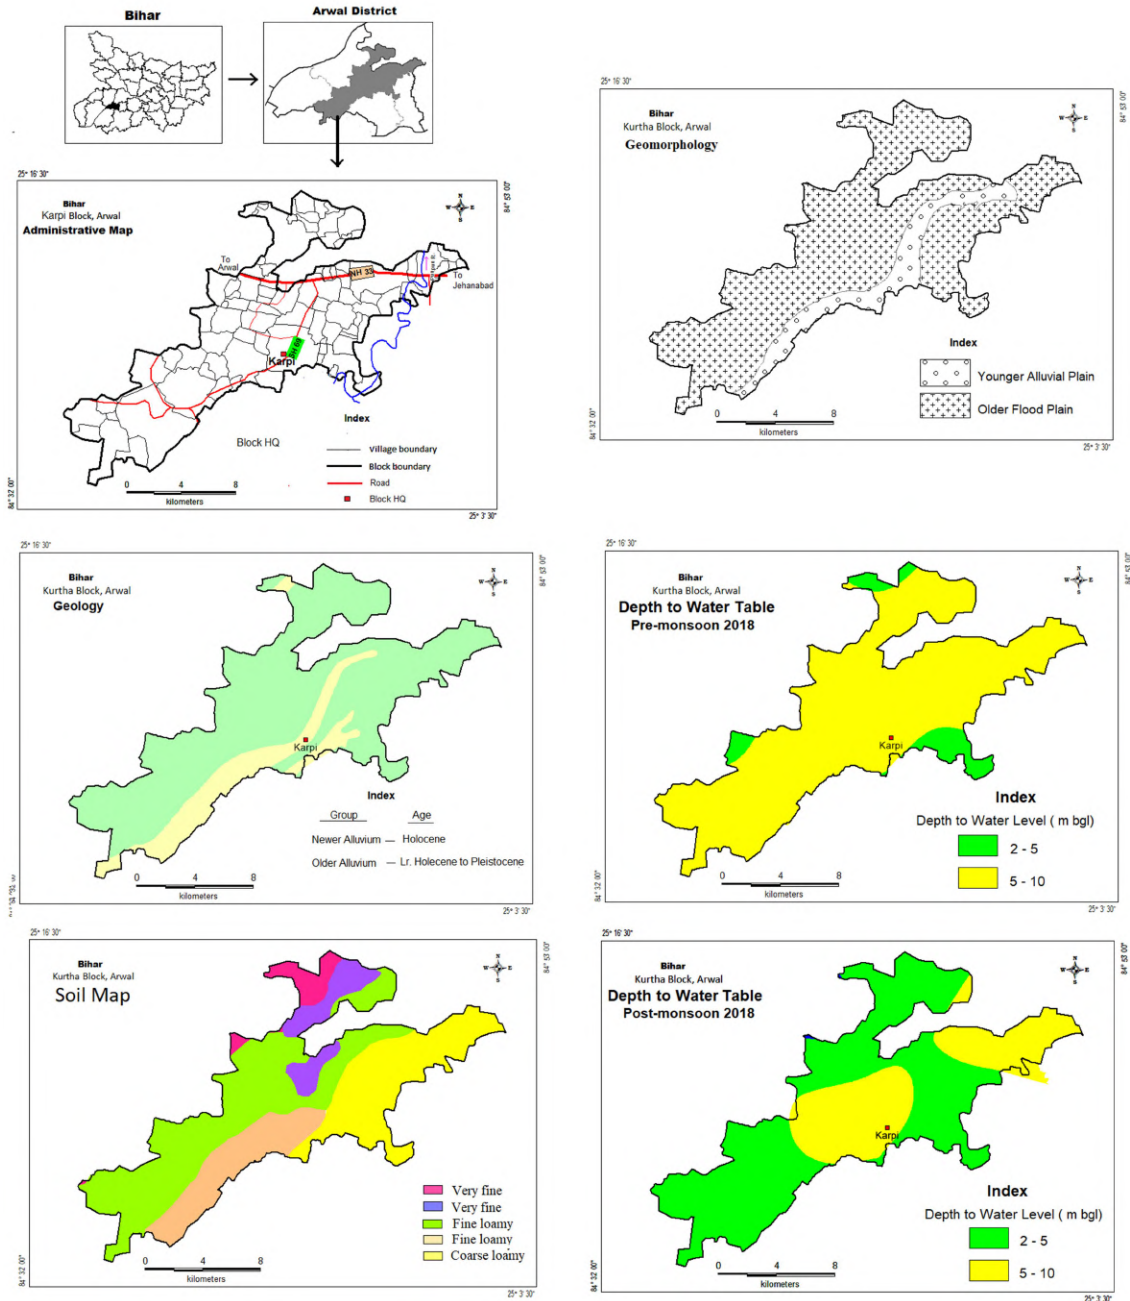 Bihar
Arwal District
25° 16' 30"
84° 53' 00"
Bihar
Karpi Block, Arwal
Administrative Map
N
W E
S
To
Arwal
NH 33
To
Jehanabad
SH 69
Karpi
Block HQ
Index
Village boundary
Block boundary
Road
Block HQ
0 4 8
kilometers
84° 32' 00"
25° 3' 30"
25° 16' 30"
84° 53' 00"
Bihar
Kurtha Block, Arwal
Geomorphology
N
W E
S
Index
Younger Alluvial Plain
Older Flood Plain
0 4 8
kilometers
84° 32' 00"
25° 3' 30"
25° 16' 30"
84° 53' 00"
Bihar
Kurtha Block, Arwal
Geology
N
W E
S
Karpi
Index
Group Age
Newer Alluvium — Holocene
Older Alluvium — Lr. Holecene to Pleistocene
0 4 8
kilometers
25° 3' 30"
25° 16' 30"
84° 53' 00"
Bihar
Kurtha Block, Arwal
Depth to Water Table
Pre-monsoon 2018
N
W E
S
Karpi
Index
Depth to Water Level ( m bgl)
2 - 5
5 - 10
0 4 8
kilometers
84° 32' 00"
25° 3' 30"
25° 16' 30"
84° 53' 00"
Bihar
Kurtha Block, Arwal
Soil Map
N
W E
S
Very fine
Very fine
Fine loamy
Fine loamy
Coarse loamy
0 4 8
kilometers
84° 32' 00"
25° 3' 30"
25° 16' 30"
84° 53' 00"
Bihar
Kurtha Block, Arwal
Depth to Water Table
Post-monsoon 2018
N
W E
S
Karpi
Index
Depth to Water Level ( m bgl)
2 - 5
5 - 10
0 4 8
kilometers
84° 32' 00"
25° 3' 30"